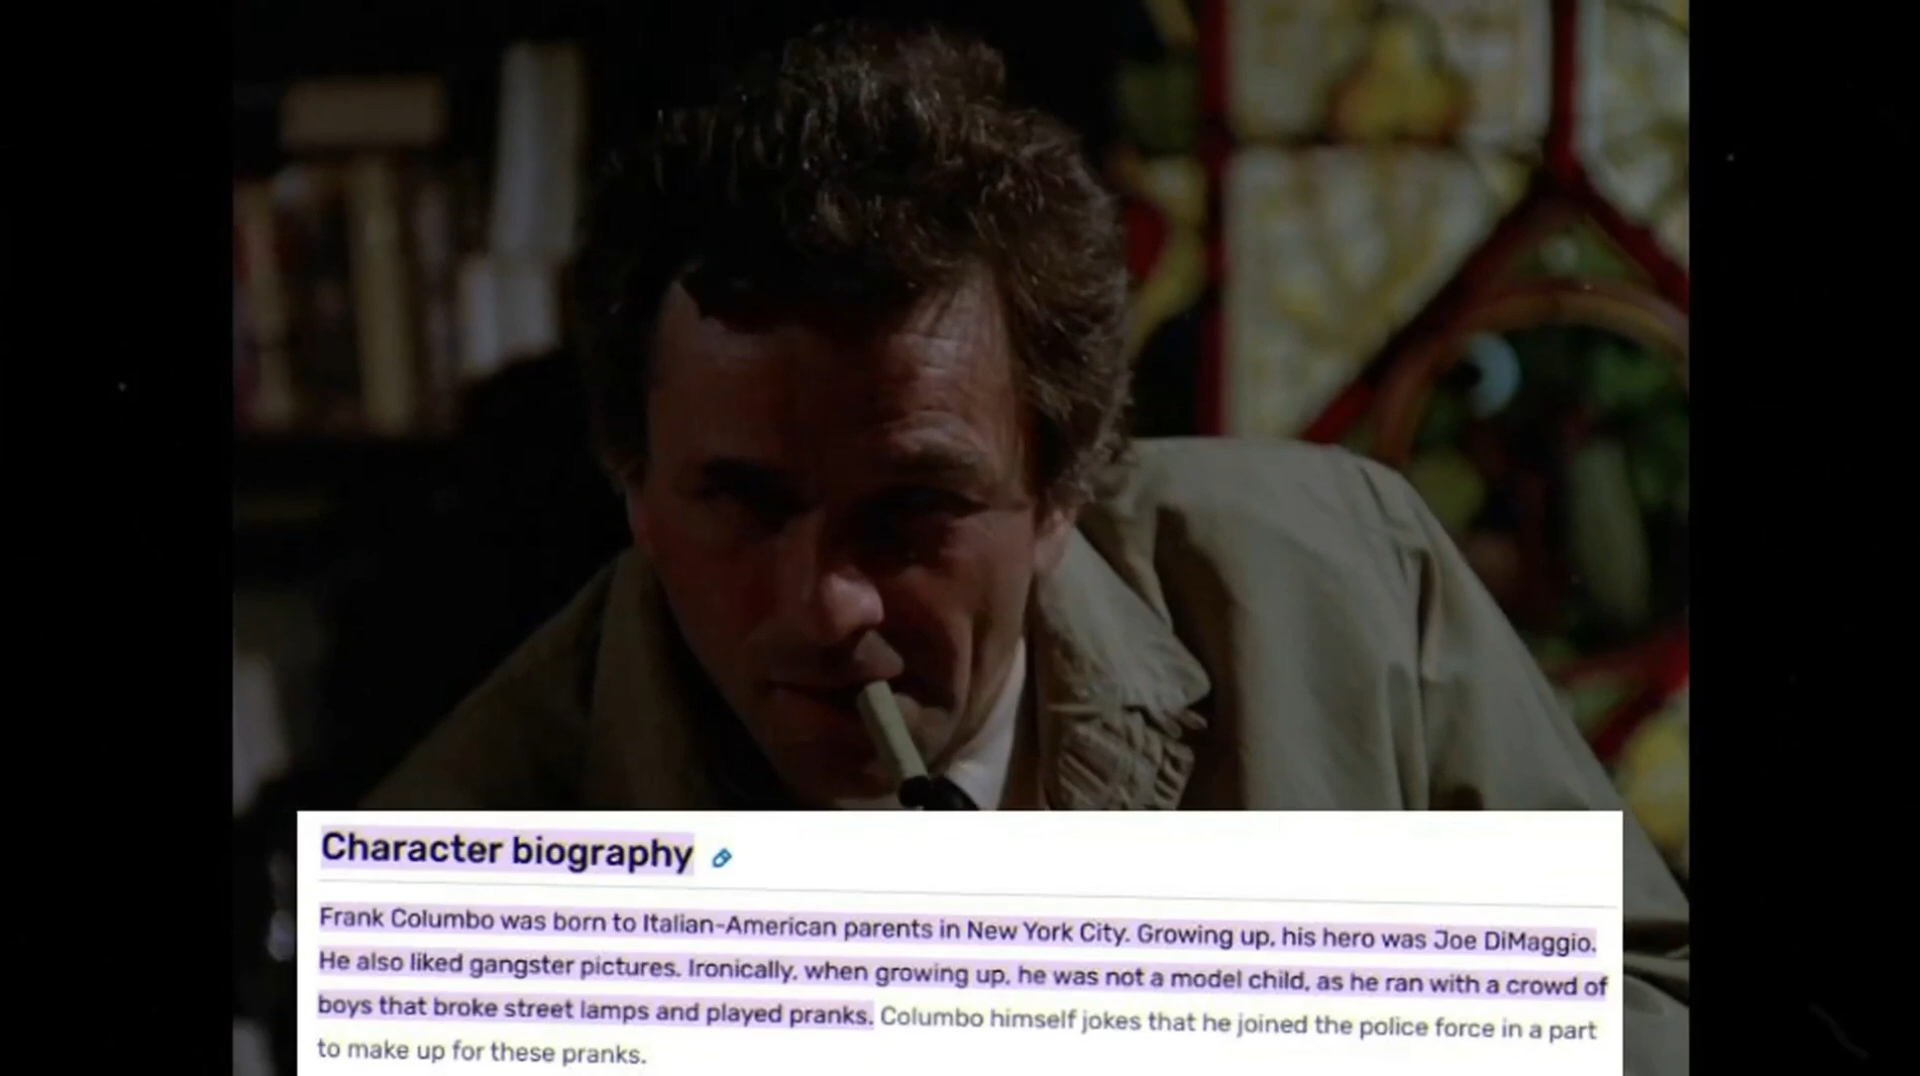 Character biography
Frank Columbo was born to Italian-American parents in New York City. Growing up, his hero was Joe DiMaggio.
He also liked gangster pictures. Ironically, when growing up, he was not a model child, as he ran with a crowd of
boys that broke street lamps and played pranks. Columbo himself jokes that he joined the police force in a part
to make up for these pranks.